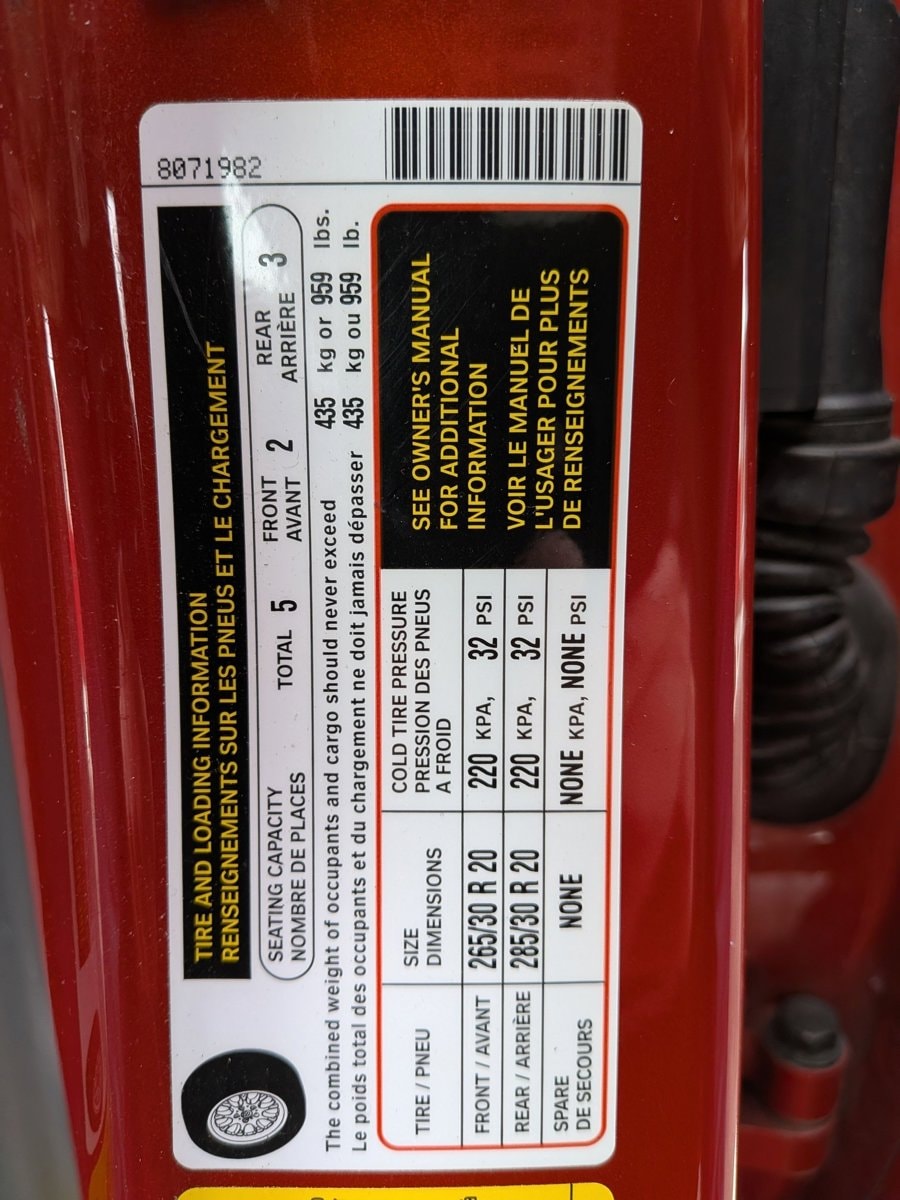 8071982
TIRE AND LOADING INFORMATION
RENSEIGNEMENTS SUR LES PNEUS ET LE CHARGEMENT
SEATING CAPACITY TOTAL 5 FRONT 2 REAR 3
NOMBRE DE PLACES AVANT ARRIÈRE
The combined weight of occupants and cargo should never exceed 435 kg or 959 lbs.
Le poids total des occupants et du chargement ne doit jamais dépasser 435 kg ou 959 lb.
TIRE / PNEU
SIZE
DIMENSIONS
COLD TIRE PRESSURE
PRESSION DES PNEUS
A FROID
FRONT / AVANT 265/30 R 20 220 KPA, 32 PSI
REAR / ARRIÈRE 285/30 R 20 220 KPA, 32 PSI
SPARE
DE SECOURS
NONE NONE KPA, NONE PSI
SEE OWNER'S MANUAL
FOR ADDITIONAL
INFORMATION
VOIR LE MANUEL DE
L'USAGER POUR PLUS
DE RENSEIGNEMENTS